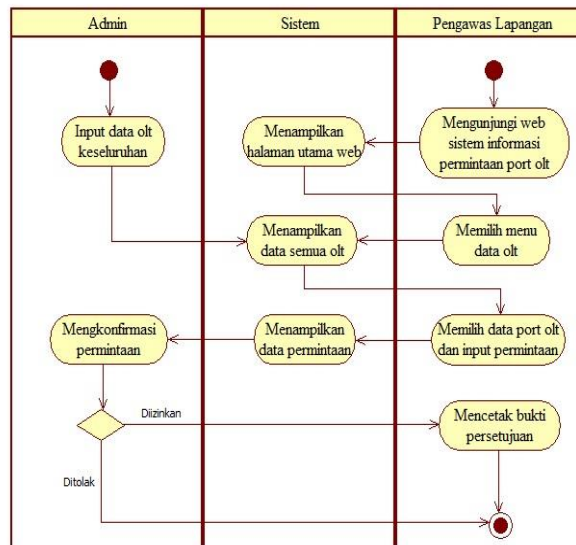 Admin
Sistem
Pengawas Lapangan
Input data olt
keseluruhan
Menampilkan
halaman utama web
Mengunjungi web
sistem informasi
permintaan port olt
Menampilkan
data semua olt
Memilih menu
data olt
Mengkonfirmasi
permintaan
Menampilkan
data permintaan
Memilih data port olt
dan input permintaan
Diizinkan
Mencetak bukti
persetujuan
Ditolak